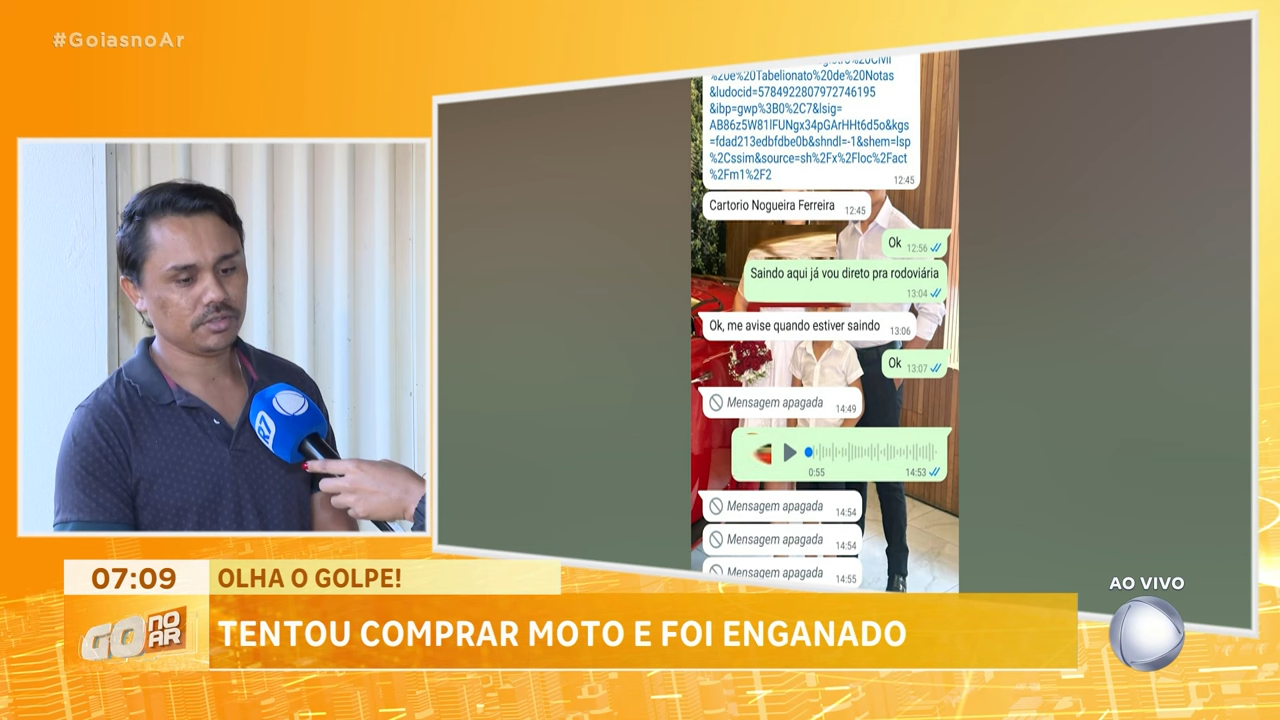 #GoiasnoAr
%20e%20Tabelionato%20de%20Notas
&ludocid=5784922807972746195
&ibp=gwp%3B0%2C7&lsig=
AB86z5W81lFUNgx34pGArHHt6d5o&kgs
=fdad213edbfdbe0b&shndl=-1&shem=lsp
%2Cssim&source=sh%2Fx%2Floc%2Fact
%2Fm1%2F2
12:45
Cartorio Nogueira Ferreira 12:45
Ok 12:56
Saindo aqui já vou direto pra rodoviária
13:04
Ok, me avise quando estiver saindo 13:06
Ok 13:07
Mensagem apagada 14:49
0:55 14:53
Mensagem apagada 14:54
Mensagem apagada 14:54
Mensagem apagada 14:55
R7
07:09 OLHA O GOLPE!
GO NO AR
TENTOU COMPRAR MOTO E FOI ENGANADO
AO VIVO